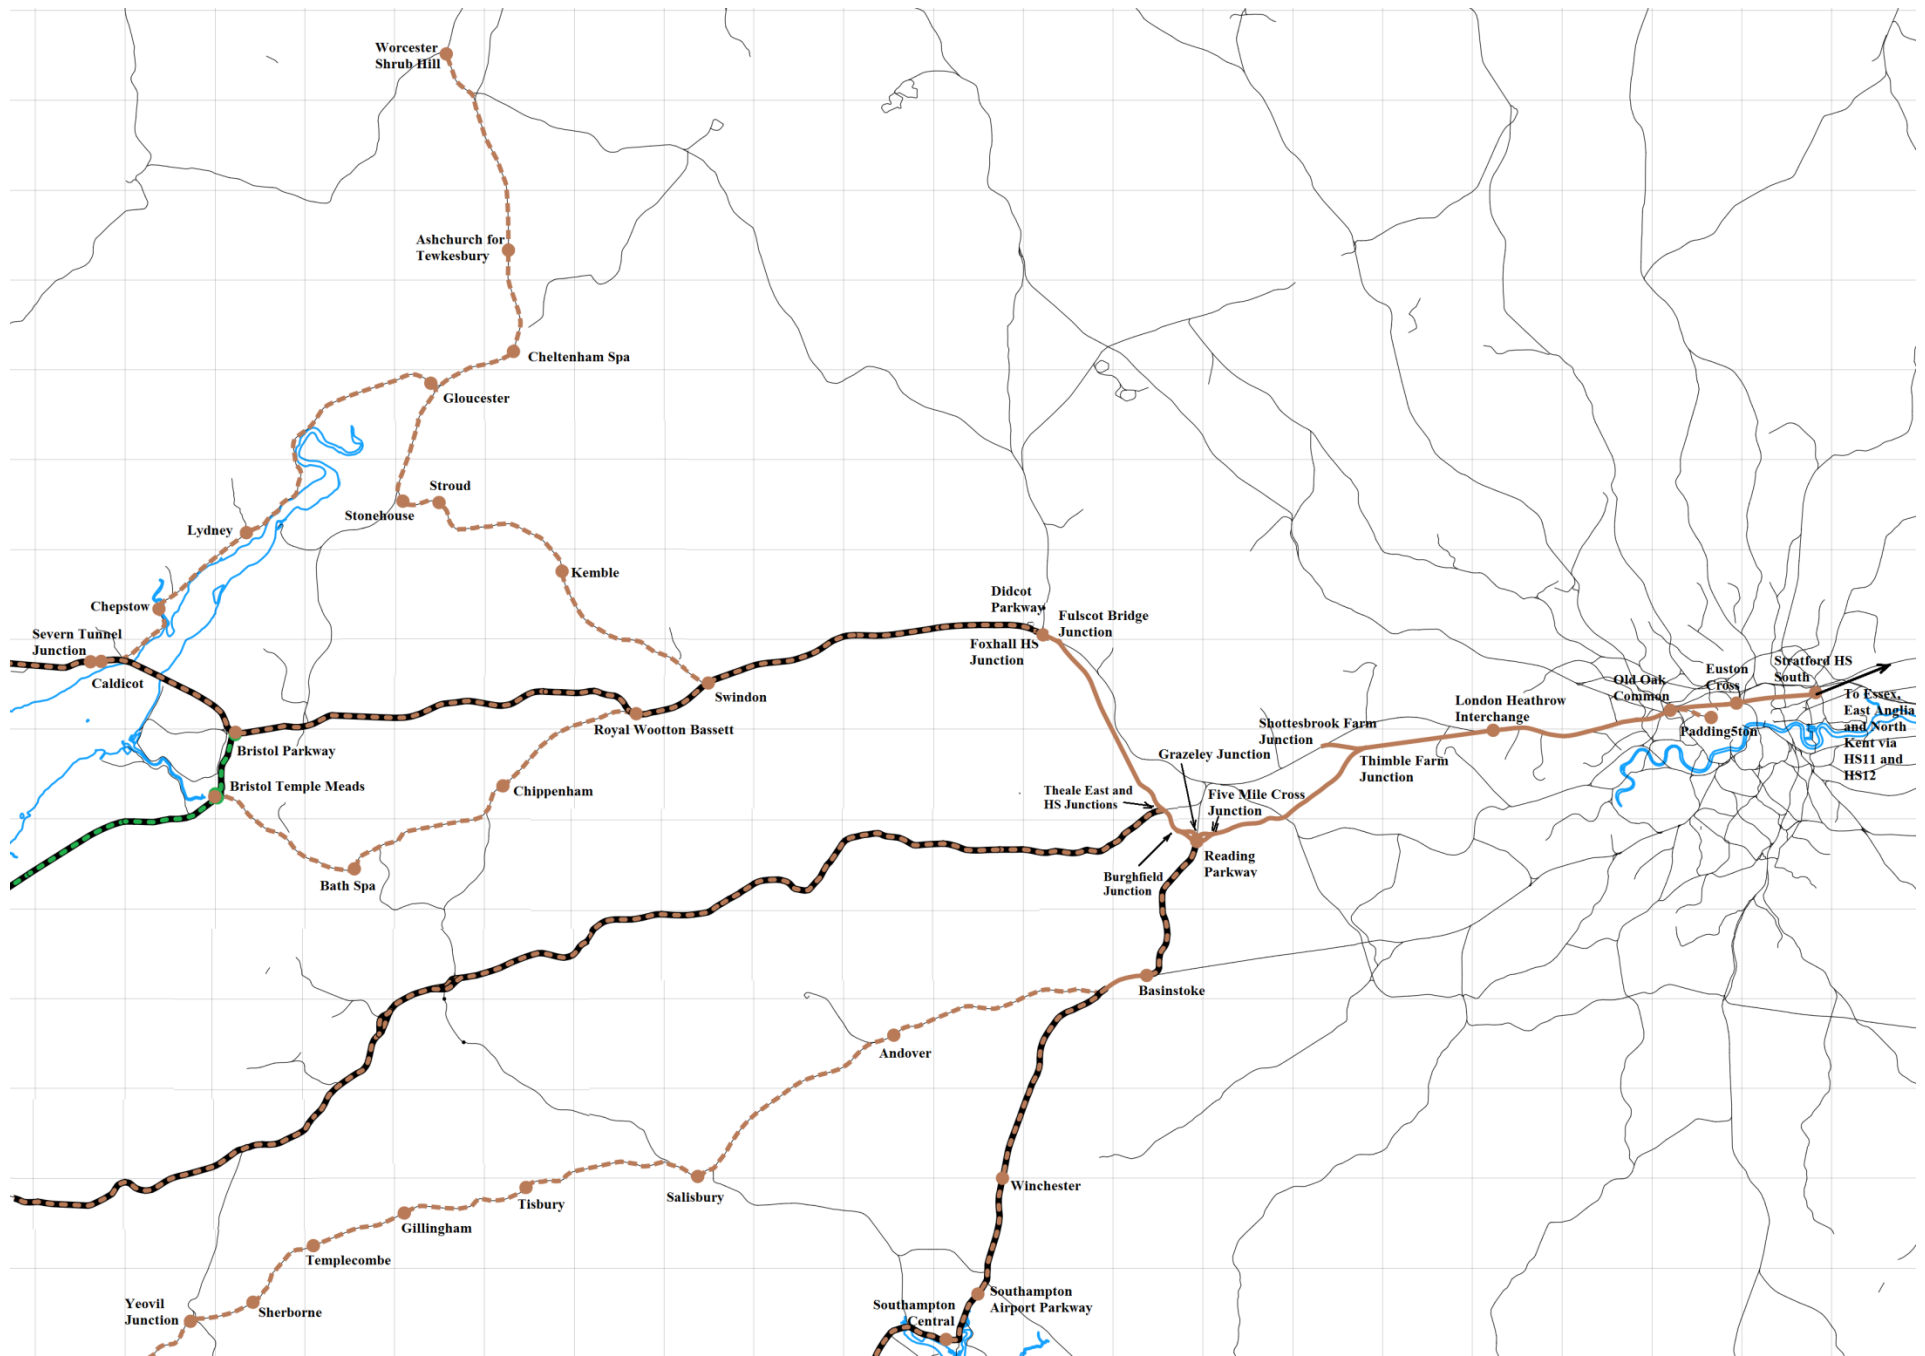 Worcester
Shrub Hill
Ashchurch for
Tewkesbury
Cheltenham Spa
Gloucester
Stroud
Stonehouse
Lydney
Kemble
Chepstow
Severn Tunnel
Junction
Caldicot
Didcot
Parkway
Fulscot Bridge
Junction
Foxhall HS
Junction
Swindon
Royal Wootton Bassett
Bristol Parkway
Bristol Temple Meads
Chippenham
Bath Spa
Stratford HS
South
Euston
Cross
Old Oak
Common
Padding5ton
To Essex,
East Anglia
and North
Kent via
HS11 and
HS12
London Heathrow
Interchange
Shottesbrook Farm
Junction
Thimble Farm
Junction
Grazeley Junction
Theale East and
HS Junctions
Five Mile Cross
Junction
Reading
Parkway
Burghfield
Junction
Basinstoke
Andover
Winchester
Salisbury
Tisbury
Gillingham
Templecombe
Sherborne
Yeovil
Junction
Southampton
Airport Parkway
Southampton
Central